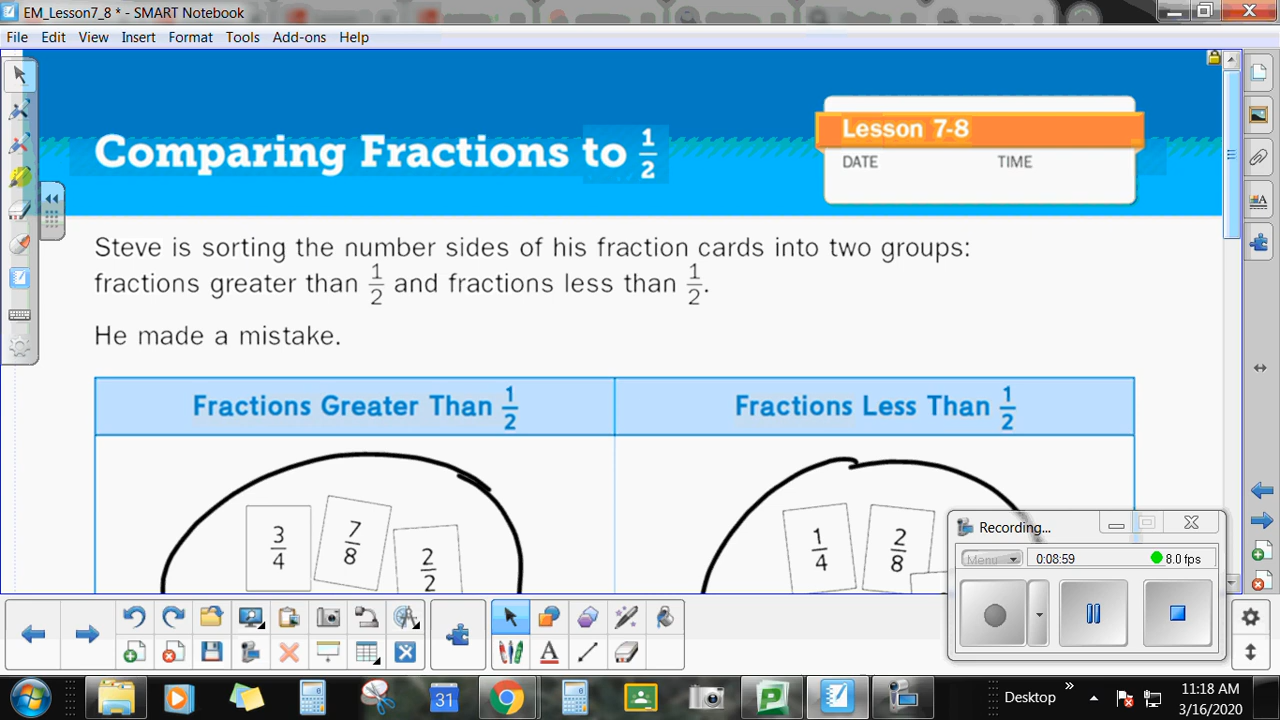 EM_Lesson7_8 * - SMART Notebook
File Edit View Insert Format Tools Add-ons Help
Comparing Fractions to 1/2
Lesson 7-8
DATE TIME
Steve is sorting the number sides of his fraction cards into two groups:
fractions greater than 1/2 and fractions less than 1/2.
He made a mistake.
Fractions Greater Than 1/2 Fractions Less Than 1/2
3/4 7/8 2/2 1/4 2/8
Recording...
Menu 0:08:59 8.0 fps
31
Desktop
11:18 AM
3/16/2020